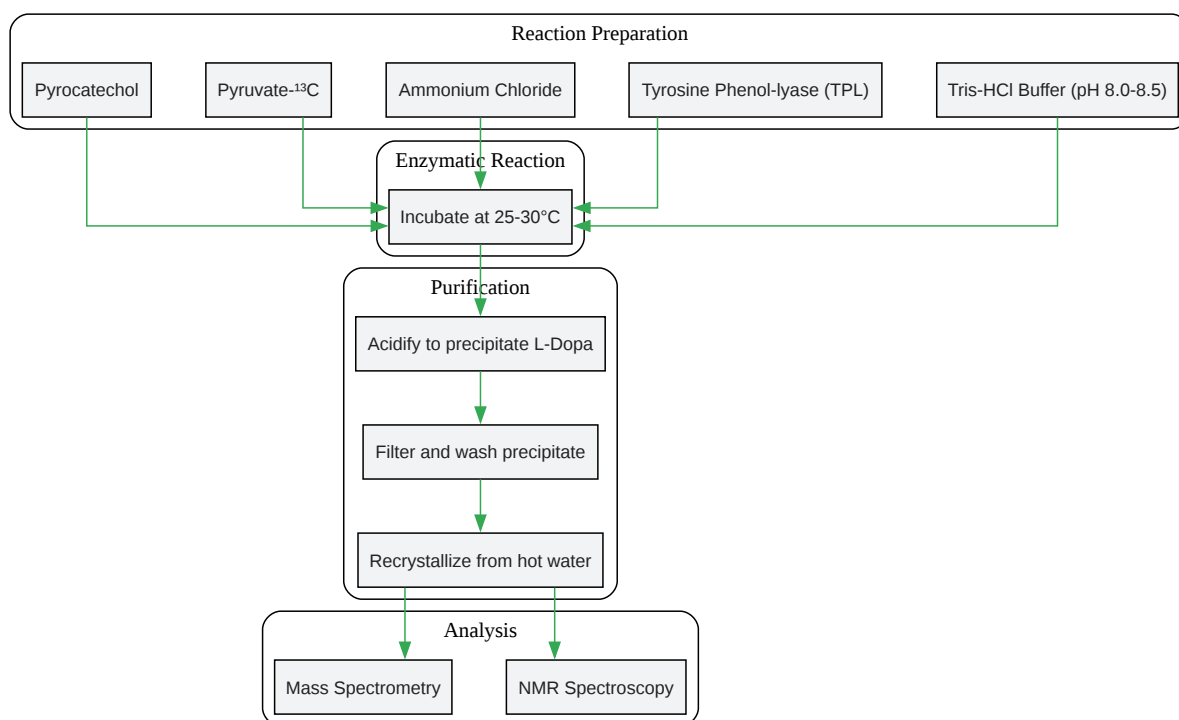 Reaction Preparation
Pyrocatechol
Pyruvate-¹³C
Ammonium Chloride
Tyrosine Phenol-lyase (TPL)
Tris-HCl Buffer (pH 8.0-8.5)
Enzymatic Reaction
Incubate at 25-30°C
Purification
Acidify to precipitate L-Dopa
Filter and wash precipitate
Recrystallize from hot water
Analysis
Mass Spectrometry
NMR Spectroscopy